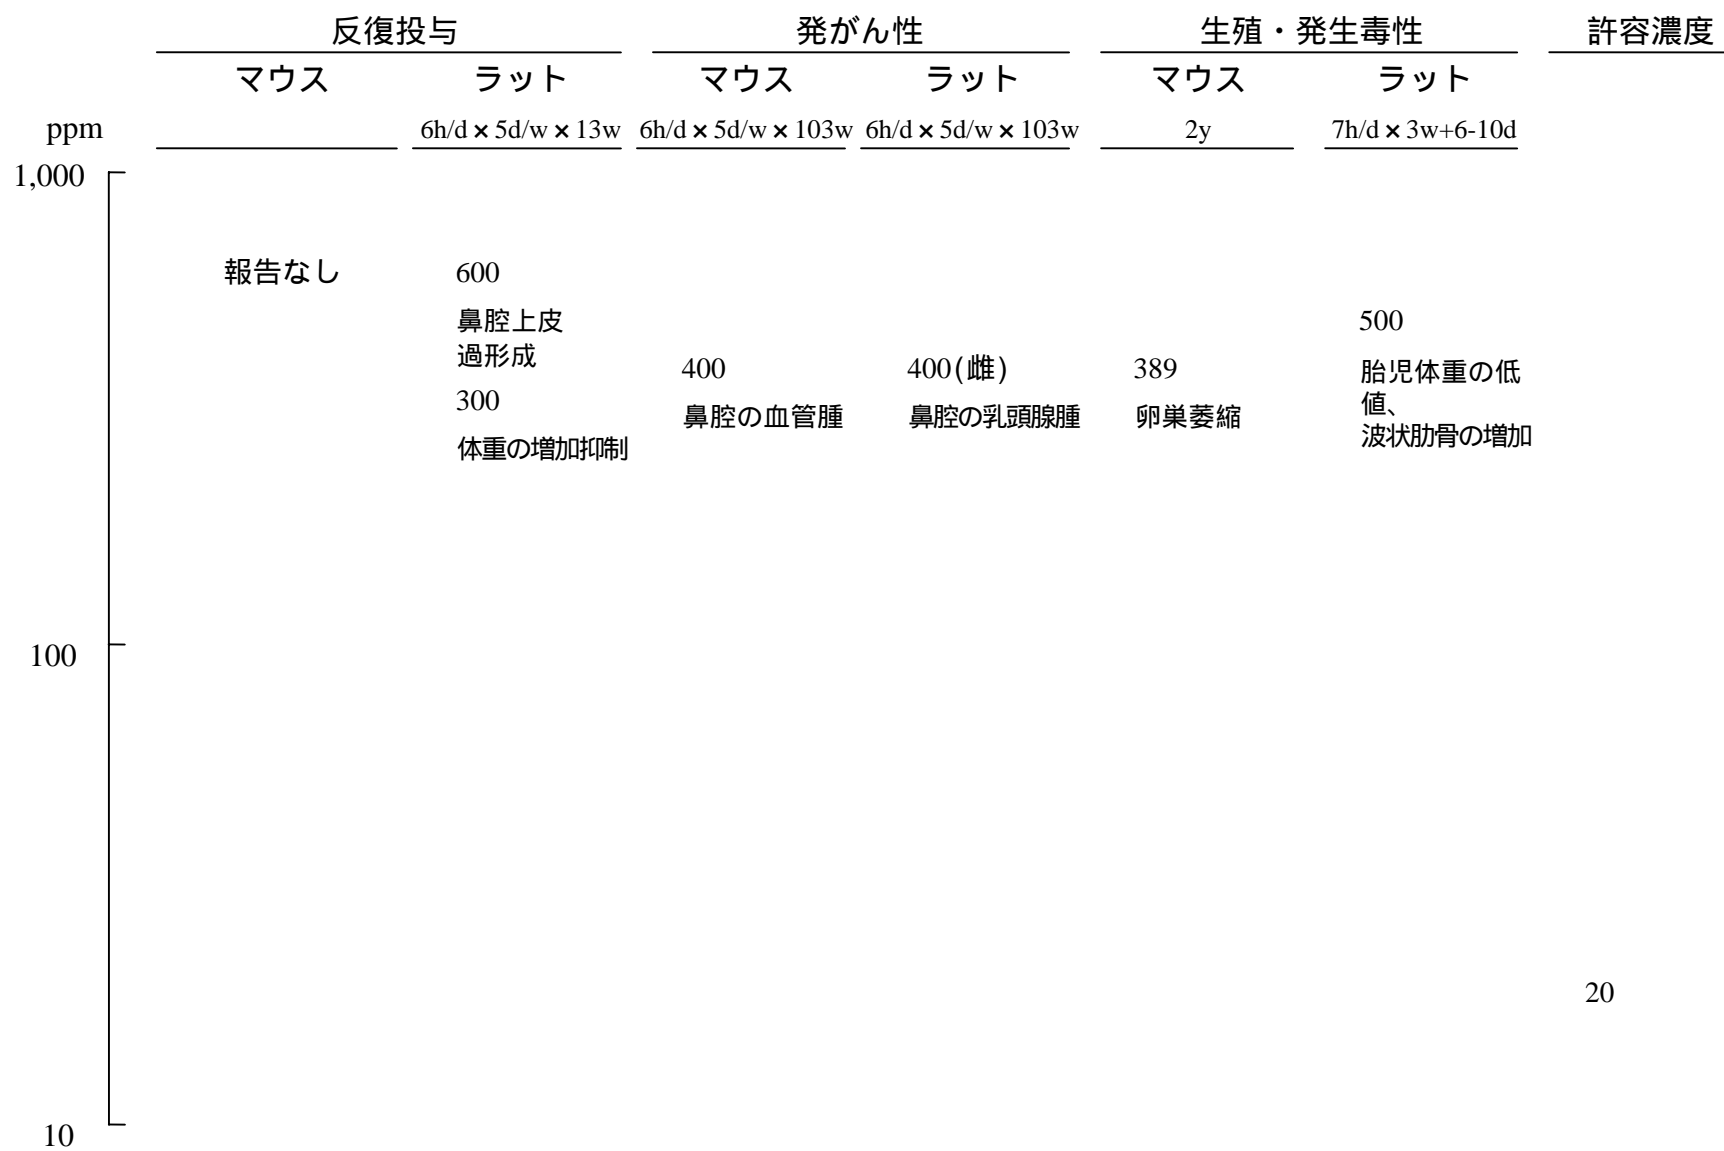 反復投与 発がん性 生殖・発生毒性 許容濃度
マウス ラット マウス ラット マウス ラット
ppm 6h/d×5d/w×13w 6h/d×5d/w×103w 6h/d×5d/w×103w 2y 7h/d×3w+6-10d
1,000
報告なし 600
鼻腔上皮 500
過形成 400 400(雌) 389 胎児体重の低
300 値、
鼻腔の血管腫 鼻腔の乳頭腺腫 卵巣萎縮
体重の増加抑制 波状肋骨の増加
100
20
10